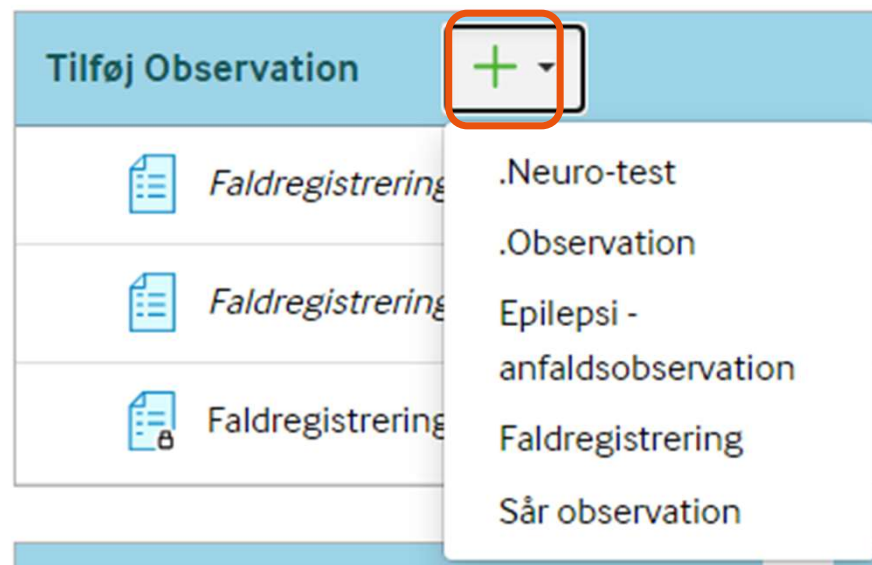 Tilføj Observation
Faldregistrering
Faldregistrering
Faldregistrering
.Neuro-test
.Observation
Epilepsi -
anfaldsobservation
Faldregistrering
Sår observation